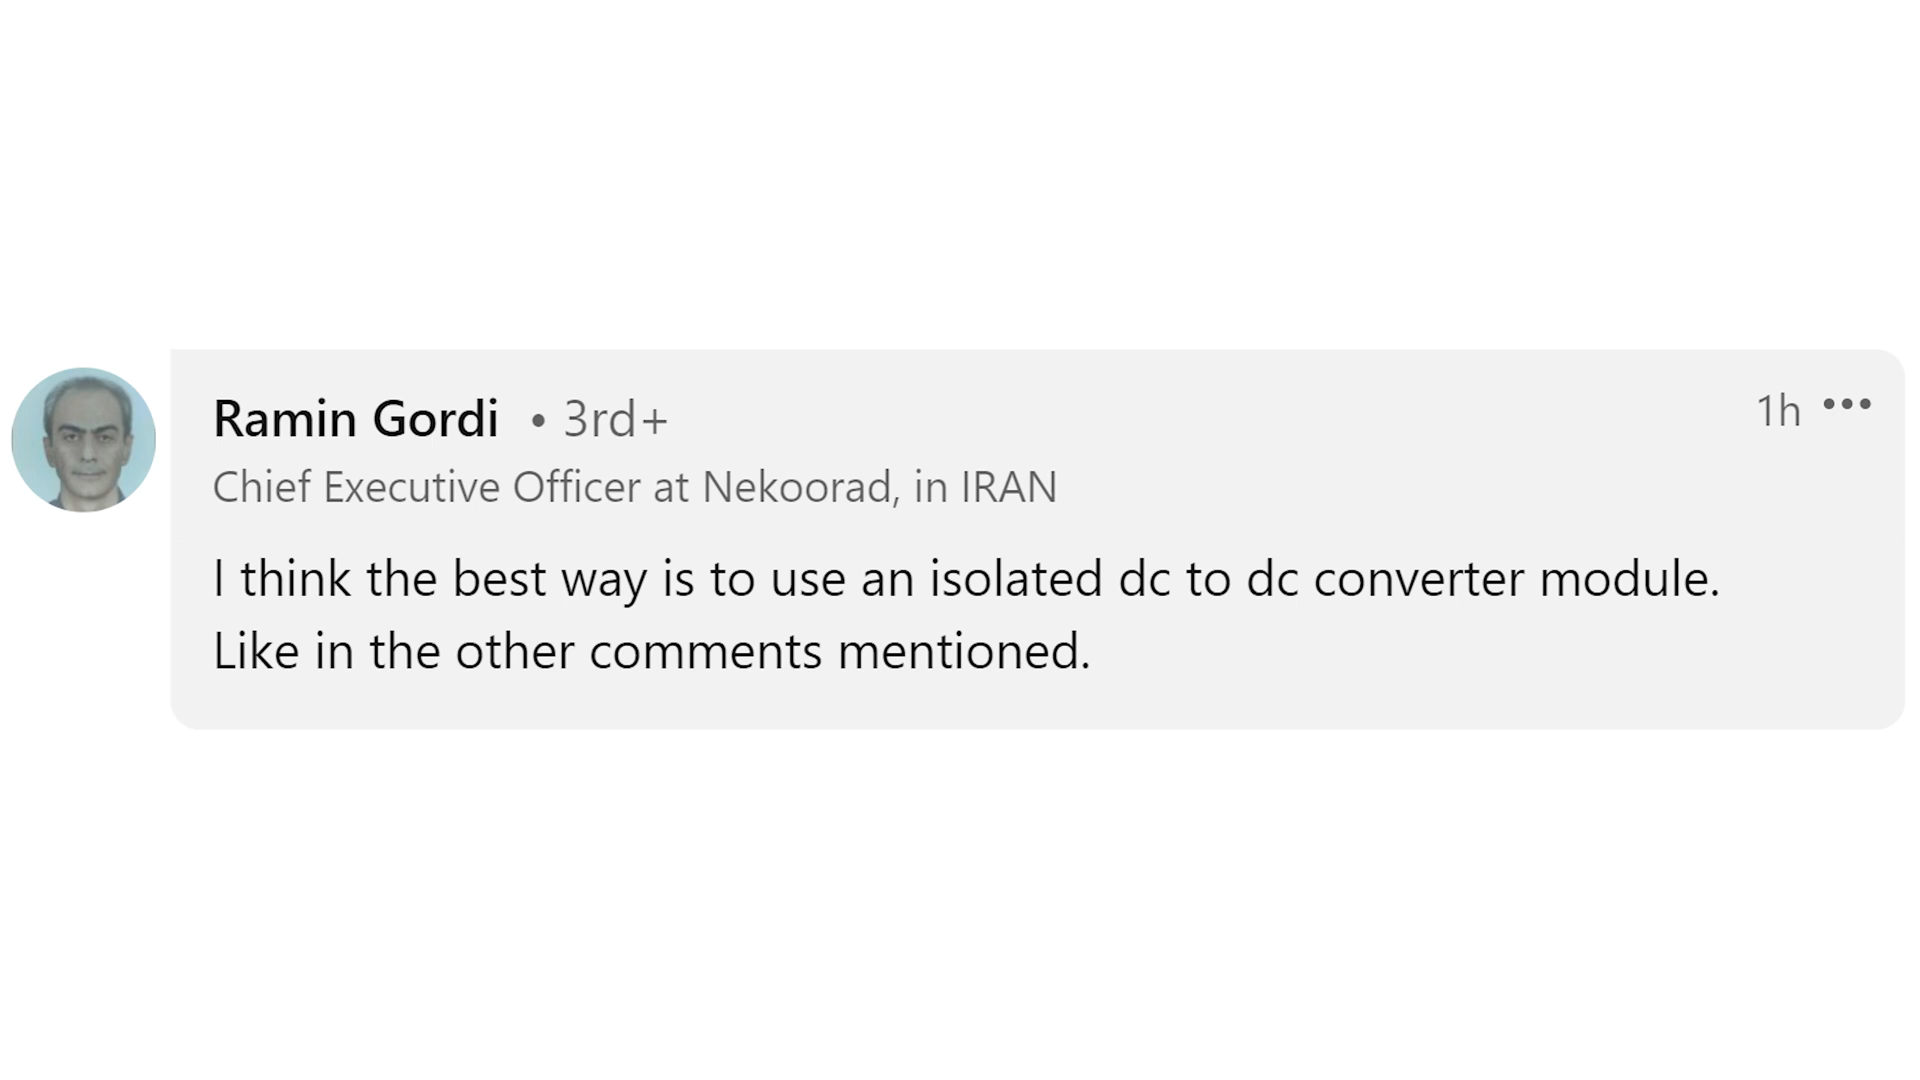 Ramin Gordi • 3rd+
1h •••
Chief Executive Officer at Nekoorad, in IRAN
I think the best way is to use an isolated dc to dc converter module.
Like in the other comments mentioned.